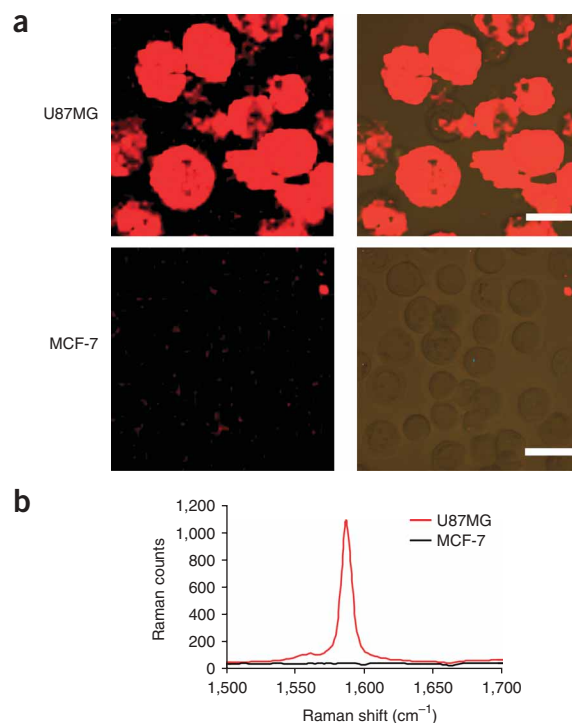 a
U87MG
MCF-7
b
1,200
1,000
800
600
400
200
0
Raman counts
U87MG
MCF-7
1,500
1,550
1,600
1,650
1,700
Raman shift (cm⁻¹)